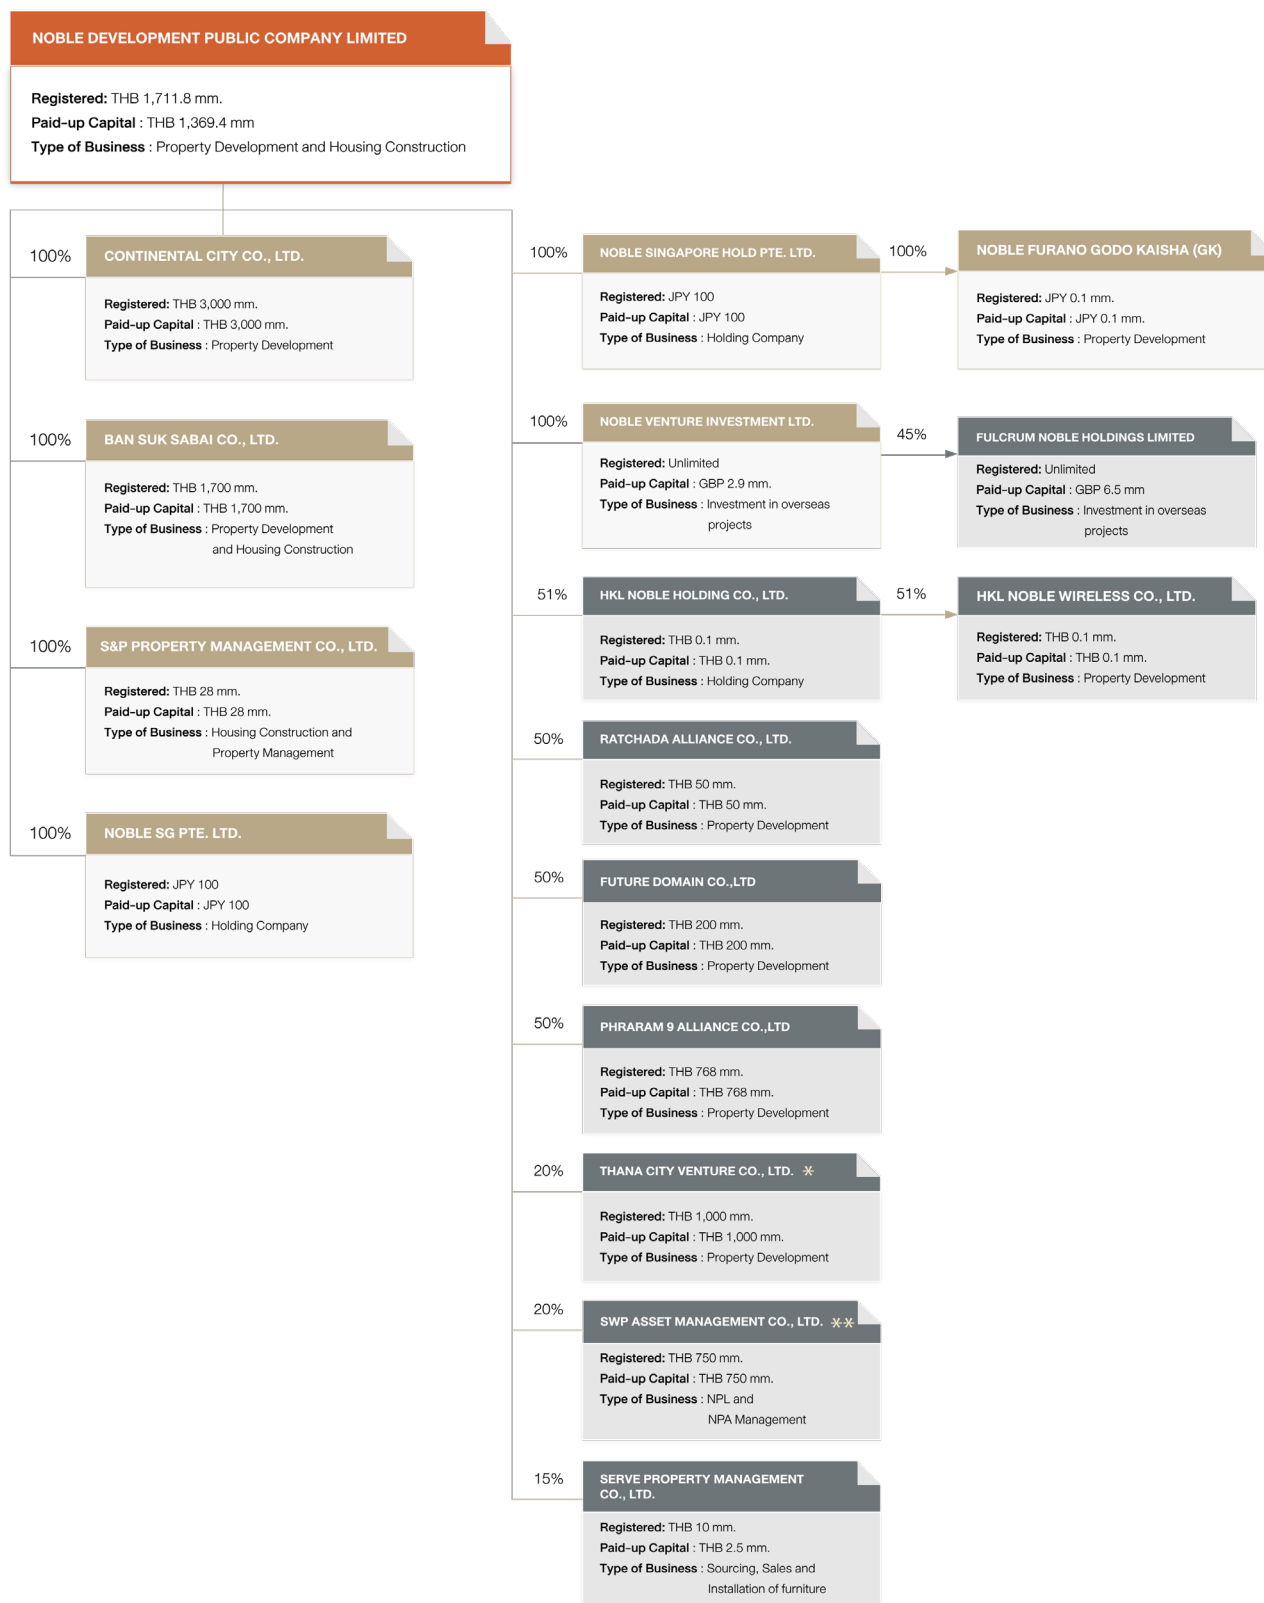 NOBLE DEVELOPMENT PUBLIC COMPANY LIMITED
Registered: THB 1,711.8 mm.
Paid-up Capital : THB 1,369.4 mm
Type of Business : Property Development and Housing Construction
100%
CONTINENTAL CITY CO., LTD.
Registered: THB 3,000 mm.
Paid-up Capital : THB 3,000 mm.
Type of Business : Property Development
100%
BAN SUK SABAI CO., LTD.
Registered: THB 1,700 mm.
Paid-up Capital : THB 1,700 mm.
Type of Business : Property Development
and Housing Construction
100%
S&P PROPERTY MANAGEMENT CO., LTD.
Registered: THB 28 mm.
Paid-up Capital : THB 28 mm.
Type of Business : Housing Construction and
Property Management
100%
NOBLE SG PTE. LTD.
Registered: JPY 100
Paid-up Capital : JPY 100
Type of Business : Holding Company
100%
NOBLE SINGAPORE HOLD PTE. LTD.
Registered: JPY 100
Paid-up Capital : JPY 100
Type of Business : Holding Company
100%
NOBLE FURANO GODO KAISHA (GK)
Registered: JPY 0.1 mm.
Paid-up Capital : JPY 0.1 mm.
Type of Business : Property Development
100%
NOBLE VENTURE INVESTMENT LTD.
Registered: Unlimited
Paid-up Capital : GBP 2.9 mm.
Type of Business : Investment in overseas
projects
45%
FULCRUM NOBLE HOLDINGS LIMITED
Registered: Unlimited
Paid-up Capital : GBP 6.5 mm
Type of Business : Investment in overseas
projects
51%
HKL NOBLE HOLDING CO., LTD.
Registered: THB 0.1 mm.
Paid-up Capital : THB 0.1 mm.
Type of Business : Holding Company
51%
HKL NOBLE WIRELESS CO., LTD.
Registered: THB 0.1 mm.
Paid-up Capital : THB 0.1 mm.
Type of Business : Property Development
50%
RATCHADA ALLIANCE CO., LTD.
Registered: THB 50 mm.
Paid-up Capital : THB 50 mm.
Type of Business : Property Development
50%
FUTURE DOMAIN CO.,LTD
Registered: THB 200 mm.
Paid-up Capital : THB 200 mm.
Type of Business : Property Development
50%
PHRARAM 9 ALLIANCE CO.,LTD
Registered: THB 768 mm.
Paid-up Capital : THB 768 mm.
Type of Business : Property Development
20%
THANA CITY VENTURE CO., LTD. *
Registered: THB 1,000 mm.
Paid-up Capital : THB 1,000 mm.
Type of Business : Property Development
20%
SWP ASSET MANAGEMENT CO., LTD. **
Registered: THB 750 mm.
Paid-up Capital : THB 750 mm.
Type of Business : NPL and
NPA Management
15%
SERVE PROPERTY MANAGEMENT
CO., LTD.
Registered: THB 10 mm.
Paid-up Capital : THB 2.5 mm.
Type of Business : Sourcing, Sales and
Installation of furniture